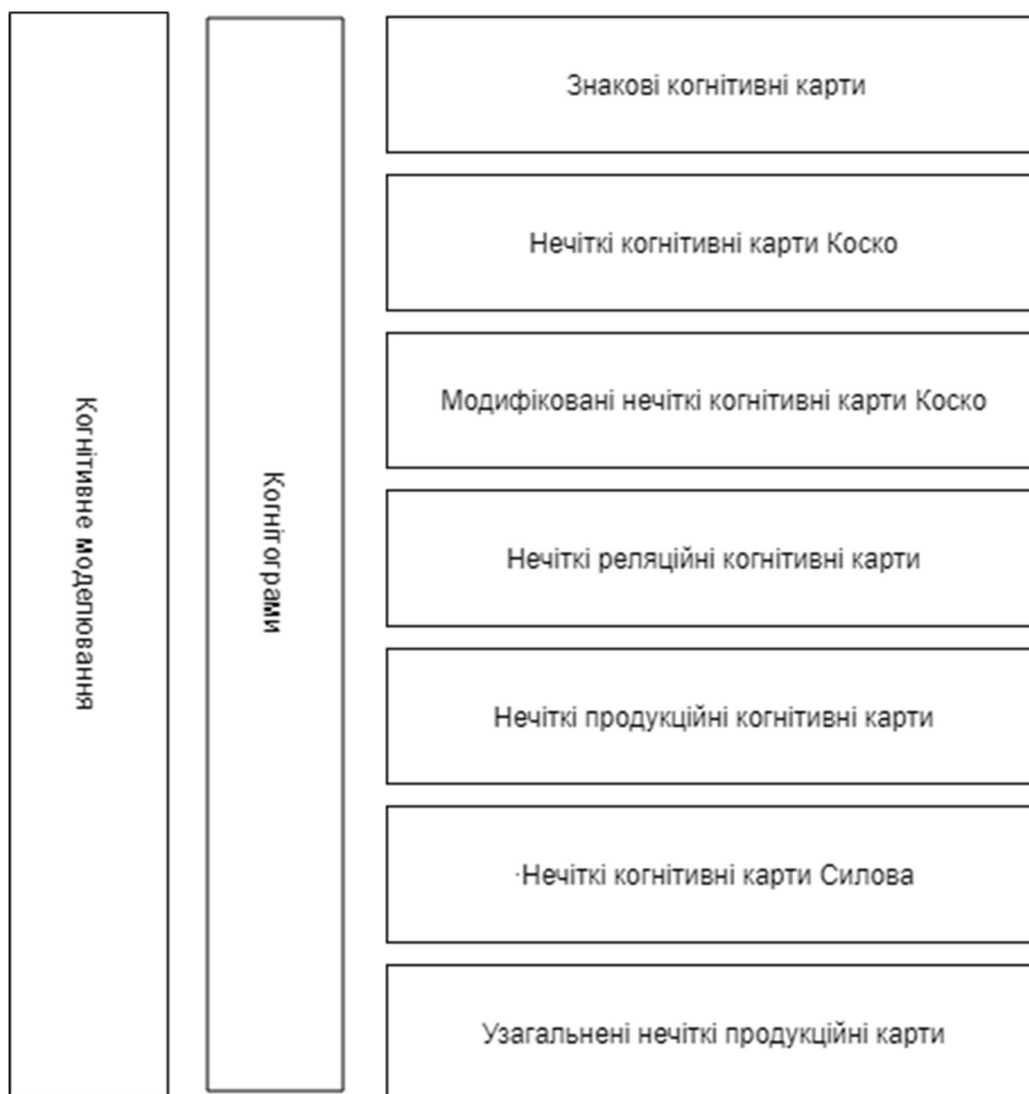 Когнітивне моделювання
Когнітограми
Знакові когнітивні карти
Нечіткі когнітивні карти Коско
Модифіковані нечіткі когнітивні карти Коско
Нечіткі реляційні когнітивні карти
Нечіткі продукційні когнітивні карти
·Нечіткі когнітивні карти Силова
Узагальнені нечіткі продукційні карти